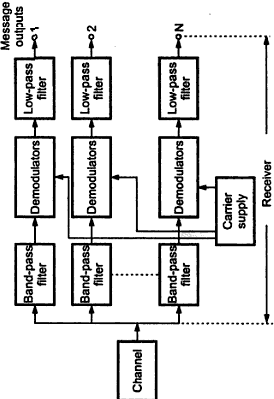 Message
outputs
1
2
N
Low-pass
filter
Low-pass
filter
Low-pass
filter
Demodulators
Demodulators
Demodulators
Carrier
supply
Receiver
Band-pass
filter
Band-pass
filter
Band-pass
filter
Channel